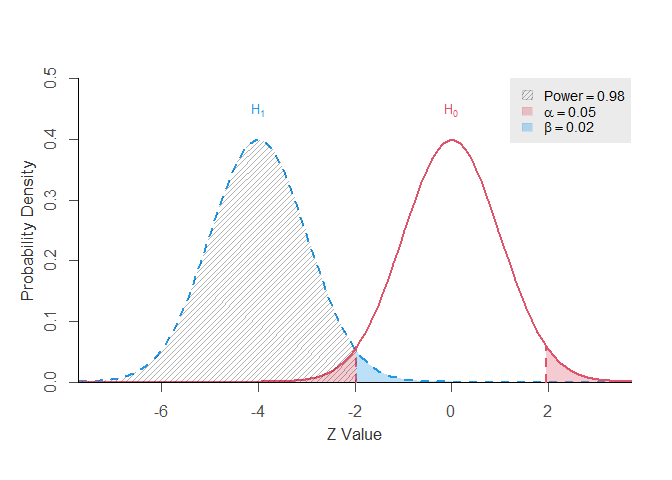 H₁
H₀
Power = 0.98
α = 0.05
β = 0.02
Probability Density
0.5
0.4
0.3
0.2
0.1
0.0
-6 -4 -2 0 2
Z Value